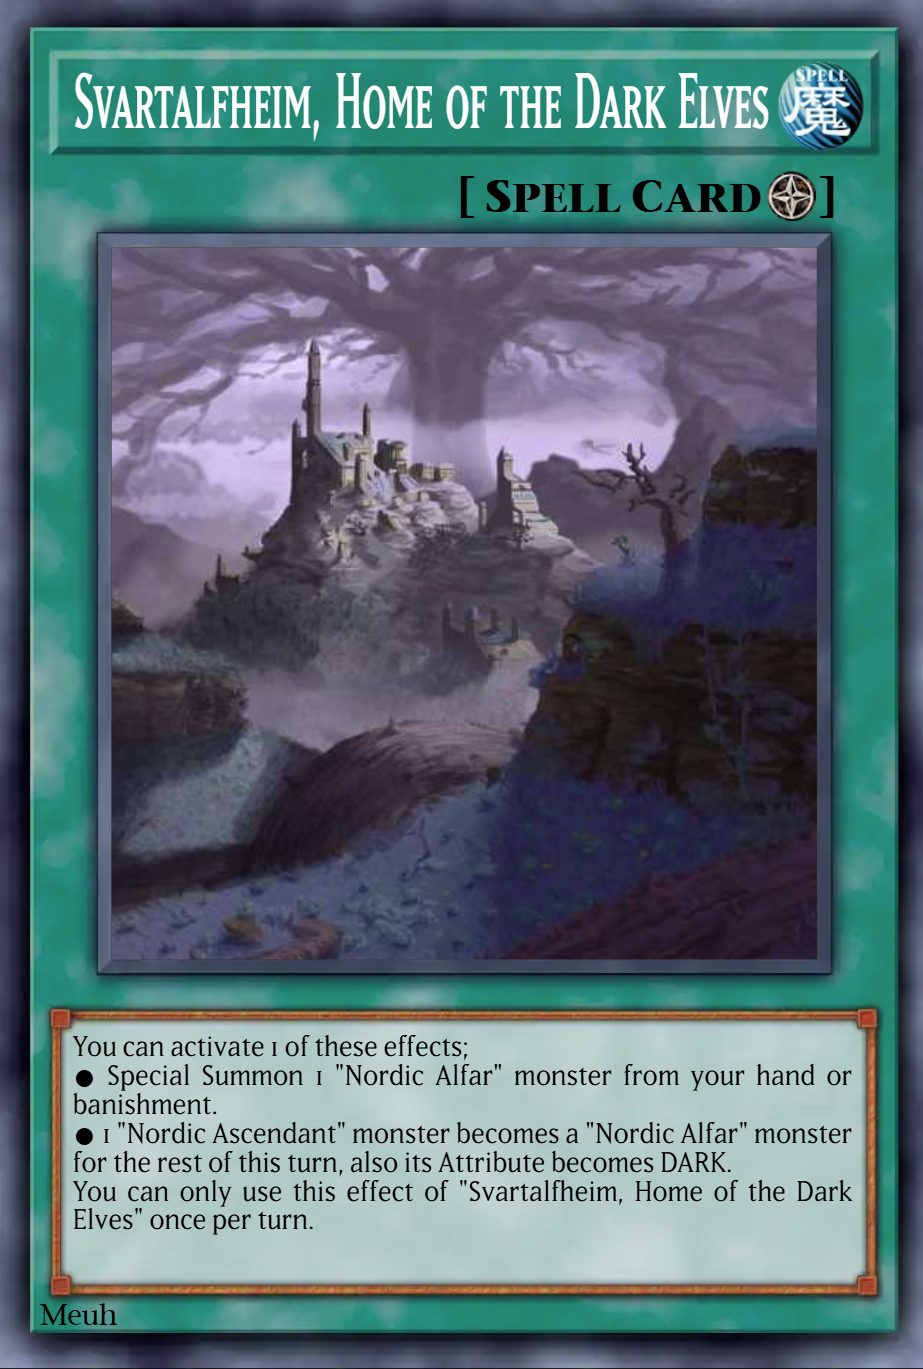 Svartalfheim, Home of the Dark Elves
SPELL
魔
[ Spell Card ]
You can activate 1 of these effects;
● Special Summon 1 "Nordic Alfar" monster from your hand or
banishment.
● 1 "Nordic Ascendant" monster becomes a "Nordic Alfar" monster
for the rest of this turn, also its Attribute becomes DARK.
You can only use this effect of "Svartalfheim, Home of the Dark
Elves" once per turn.
Meuh